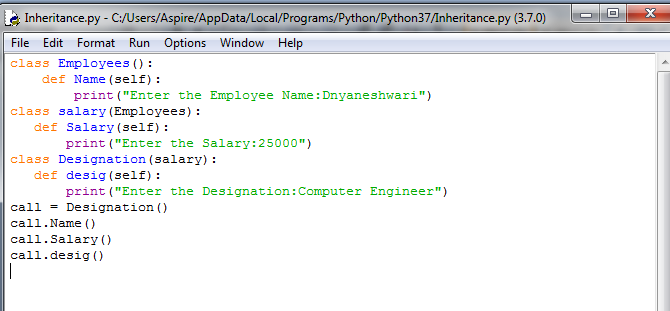 Inheritance.py - C:/Users/Aspire/AppData/Local/Programs/Python/Python37/Inheritance.py (3.7.0)
File Edit Format Run Options Window Help
class Employees():
    def Name(self):
        print("Enter the Employee Name:Dnyaneshwari")
class salary(Employees):
   def Salary(self):
       print("Enter the Salary:25000")
class Designation(salary):
   def desig(self):
       print("Enter the Designation:Computer Engineer")
call = Designation()
call.Name()
call.Salary()
call.desig()